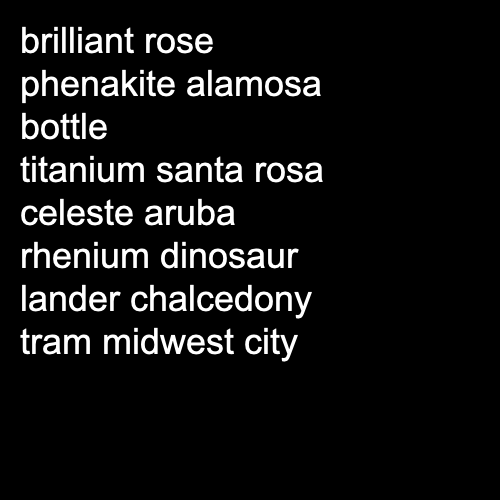 brilliant rose
phenakite alamosa
bottle
titanium santa rosa
celeste aruba
rhenium dinosaur
lander chalcedony
tram midwest city